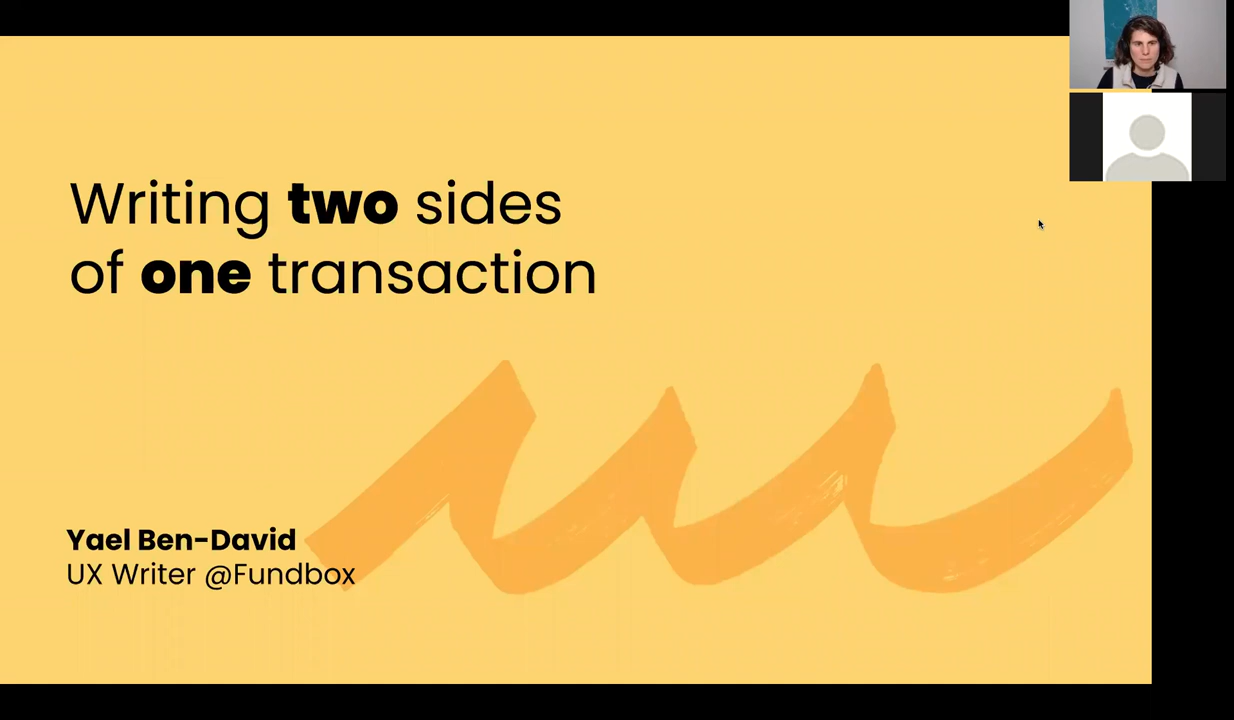 Writing two sides
of one transaction
Yael Ben-David
UX Writer @Fundbox